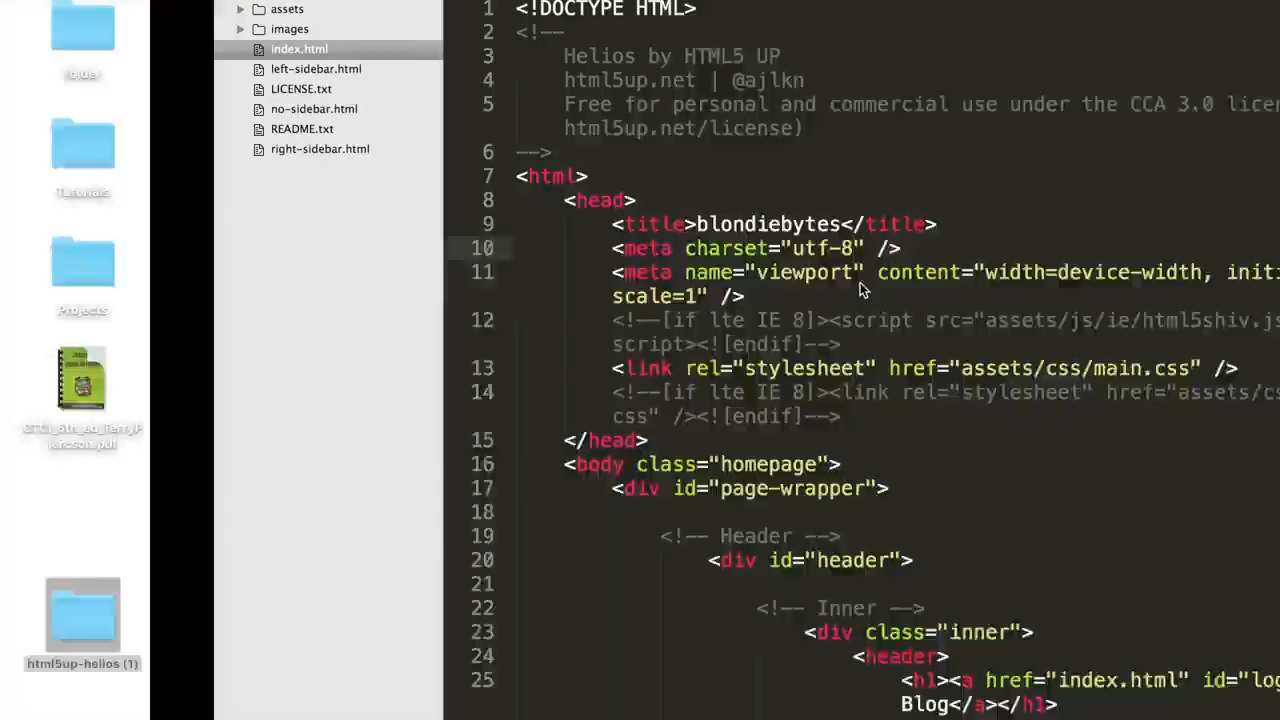 Tutorials
Projects
html5up-helios (1)
assets
images
index.html
left-sidebar.html
LICENSE.txt
no-sidebar.html
README.txt
right-sidebar.html
1 <!DOCTYPE HTML>
2 <!--
3 Helios by HTML5 UP
4 html5up.net | @ajlkn
5 Free for personal and commercial use under the CCA 3.0 licen
html5up.net/license)
6 -->
7 <html>
8 <head>
9 <title>blondiebytes</title>
10 <meta charset="utf-8" />
11 <meta name="viewport" content="width=device-width, initi
scale=1" />
12 <!--[if lte IE 8]><script src="assets/js/ie/html5shiv.js
script><![endif]-->
13 <link rel="stylesheet" href="assets/css/main.css" />
14 <!--[if lte IE 8]><link rel="stylesheet" href="assets/cs
css" /><![endif]-->
15 </head>
16 <body class="homepage">
17 <div id="page-wrapper">
18
19 <!-- Header -->
20 <div id="header">
21
22 <!-- Inner -->
23 <div class="inner">
24 <header>
25 <h1><a href="index.html" id="log
Blog</a></h1>